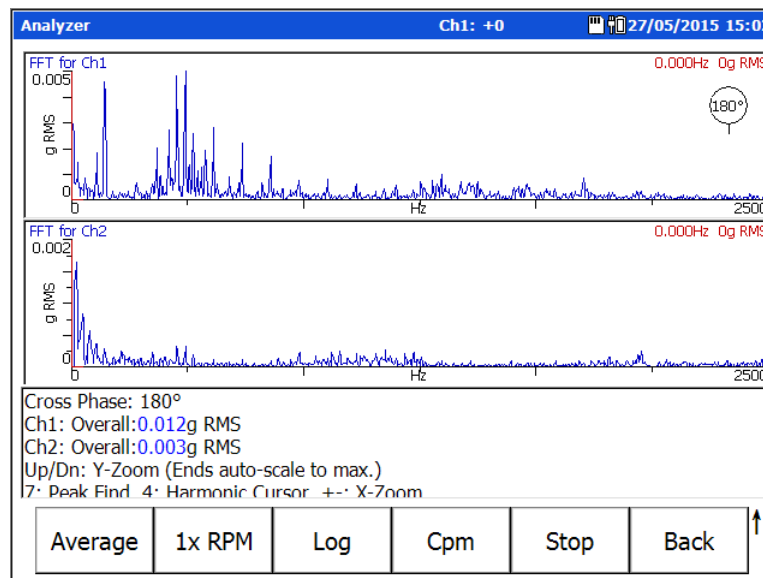 Analyzer Ch1: +0 27/05/2015 15:02
FFT for Ch1 0.000Hz 0g RMS
0.005
180°
g RMS
0
0 Hz 2500
FFT for Ch2 0.000Hz 0g RMS
0.002
g RMS
0
0 Hz 2500
Cross Phase: 180°
Ch1: Overall:0.012g RMS
Ch2: Overall:0.003g RMS
Up/Dn: Y-Zoom (Ends auto-scale to max.)
7: Peak Find 4: Harmonic Cursor +-: X-Zoom
Average 1x RPM Log Cpm Stop Back